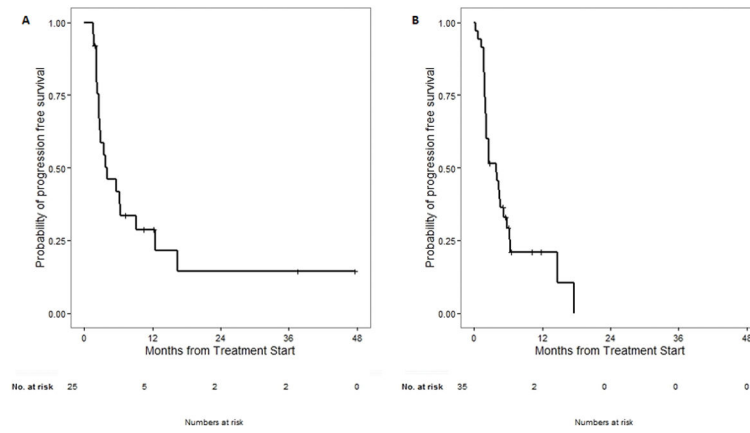 A
Probability of progression free survival
1.00
0.75
0.50
0.25
0.00
0 12 24 36 48
Months from Treatment Start
No. at risk 25 5 2 2 0
Numbers at risk
B
Probability of progression free survival
1.00
0.75
0.50
0.25
0.00
0 12 24 36 48
Months from Treatment Start
No. at risk 35 2 0 0 0
Numbers at risk